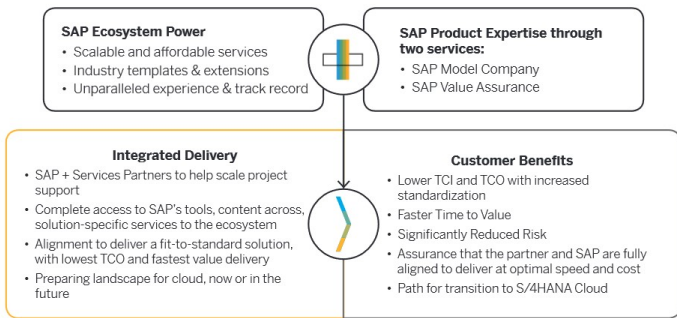 SAP Ecosystem Power
• Scalable and affordable services
• Industry templates & extensions
• Unparalleled experience & track record
SAP Product Expertise through
two services:
• SAP Model Company
• SAP Value Assurance
Integrated Delivery
• SAP + Services Partners to help scale project
support
• Complete access to SAP's tools, content across,
solution-specific services to the ecosystem
• Alignment to deliver a fit-to-standard solution,
with lowest TCO and fastest value delivery
• Preparing landscape for cloud, now or in the
future
Customer Benefits
• Lower TCI and TCO with increased
standardization
• Faster Time to Value
• Significantly Reduced Risk
• Assurance that the partner and SAP are fully
aligned to deliver at optimal speed and cost
• Path for transition to S/4HANA Cloud